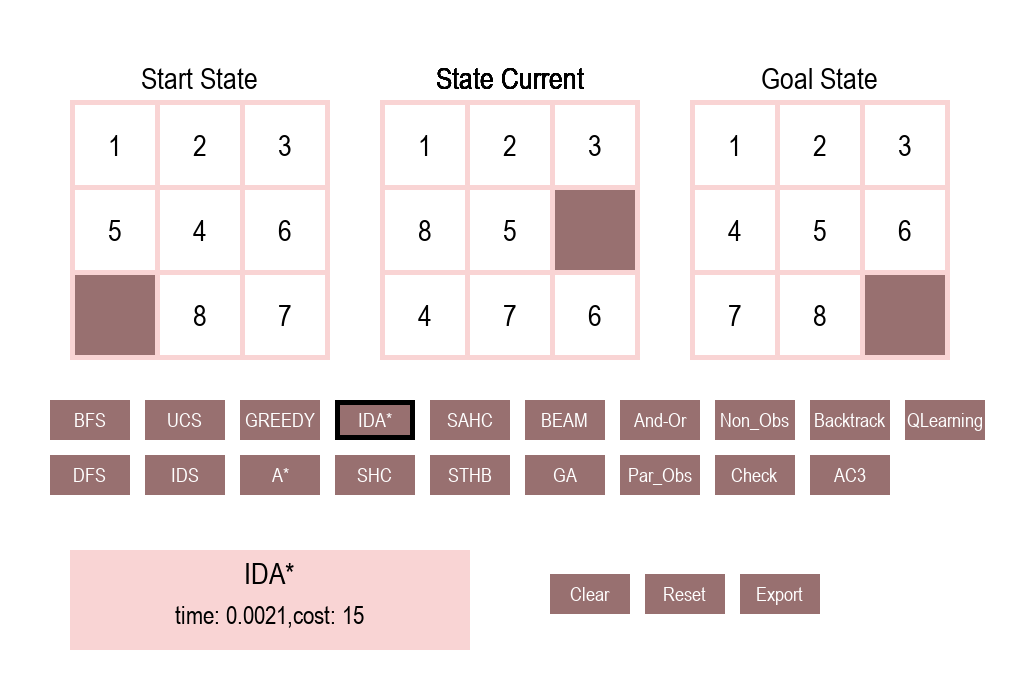 Start State State Current Goal State
1 2 3 1 2 3 1 2 3
5 4 6 8 5 4 5 6
8 7 4 7 6 7 8
BFS UCS GREEDY IDA* SAHC BEAM And-Or Non_Obs Backtrack QLearning
DFS IDS A* SHC STHB GA Par_Obs Check AC3
IDA*
time: 0.0021,cost: 15
Clear Reset Export